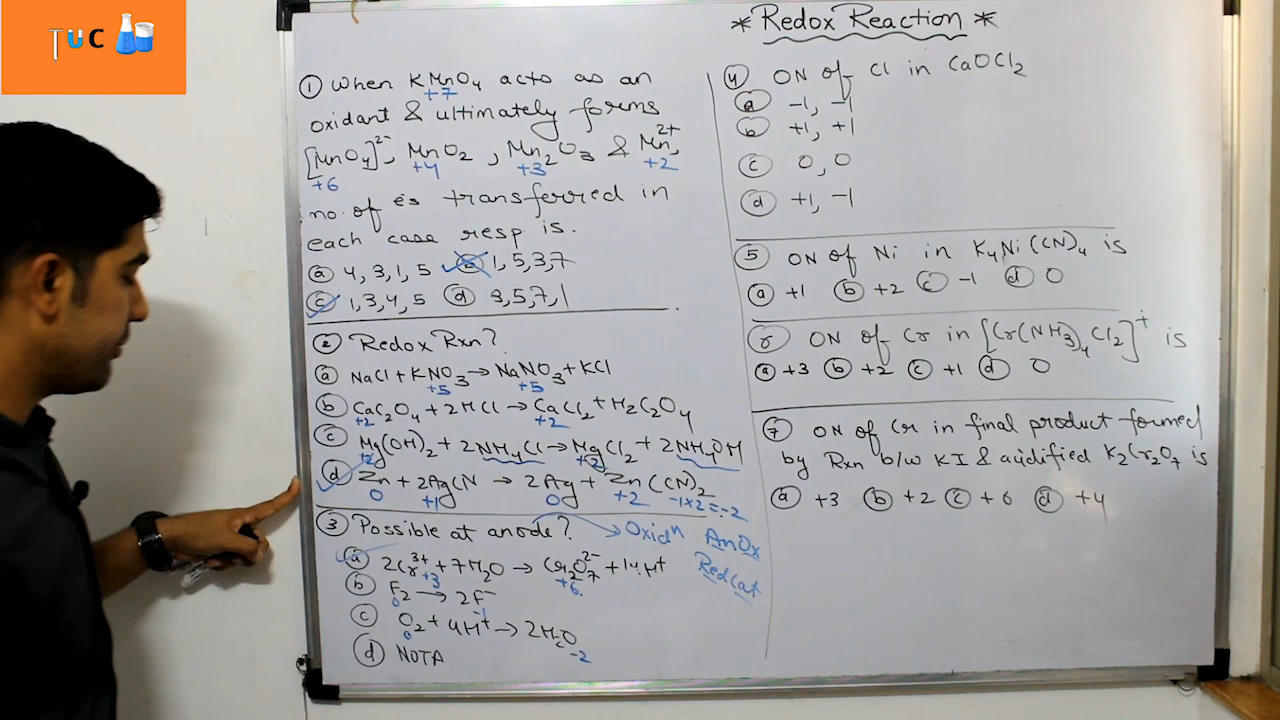 TUC
* Redox Reaction *
① When KMnO4 acts as an
+7
oxidant & ultimately forms
[MnO4]2-, MnO2, Mn2O3 & Mn2+,
+6 +4 +3 +2
no. of es transferred in
each case resp is.
ⓐ 4,3,1,5 ⓑ 1,5,3,7
ⓒ 1,3,4,5 ⓓ 3,5,7,1
② Redox Rxn?
ⓐ NaCl + KNO3 → NaNO3 + KCl
+5 +5
ⓑ CaC2O4 + 2HCl → CaCl2 + H2C2O4
+2 +2
ⓒ Mg(OH)2 + 2NH4Cl → MgCl2 + 2NH4OH
+2 +2
ⓓ Zn + 2AgCN → 2Ag + Zn(CN)2
0 +1 0 +2 -1×2=-2
③ Possible at anode? → Oxidn AnOx
RedCat
ⓐ 2Cr3+ + 7H2O → Cr2O7 2- + 14H+
+3 +6
ⓑ F2 → 2F-
0 -1
ⓒ O2 + 4H+ → 2H2O
0 -2
ⓓ NOTA
④ ON of Cl in CaOCl2
ⓐ -1, -1
ⓑ +1, +1
ⓒ 0, 0
ⓓ +1, -1
⑤ ON of Ni in K4Ni(CN)4 is
ⓐ +1 ⓑ +2 ⓒ -1 ⓓ 0
⑥ ON of Cr in [Cr(NH3)4Cl2]+ is
ⓐ +3 ⓑ +2 ⓒ +1 ⓓ 0
⑦ ON of Cr in final product formed
by Rxn b/w KI & acidified K2Cr2O7 is
ⓐ +3 ⓑ +2 ⓒ +6 ⓓ +4